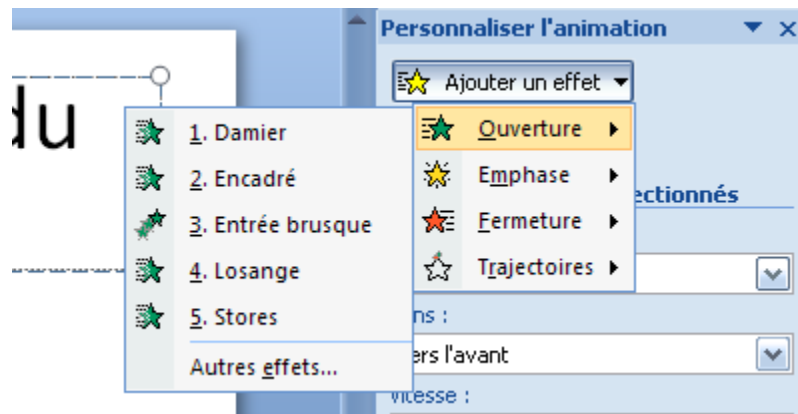 Personnaliser l'animation
Ajouter un effet
du
1. Damier
2. Encadré
3. Entrée brusque
4. Losange
5. Stores
Autres effets...
Ouverture
Emphase
Fermeture
Trajectoires
ectionnés
ns :
ers l'avant
Vitesse :